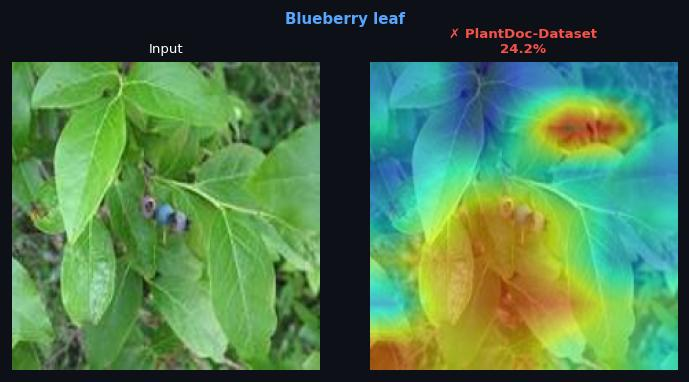 Blueberry leaf
Input
✗ PlantDoc-Dataset
24.2%